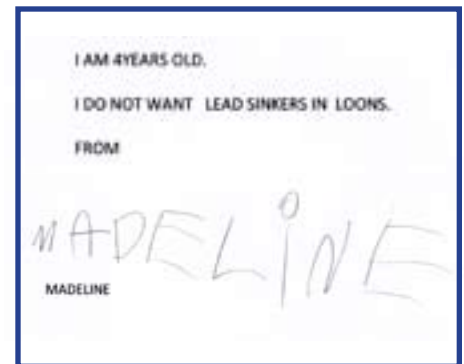 I AM 4YEARS OLD.
I DO NOT WANT LEAD SINKERS IN LOONS.
FROM
MADELiNE
MADELINE